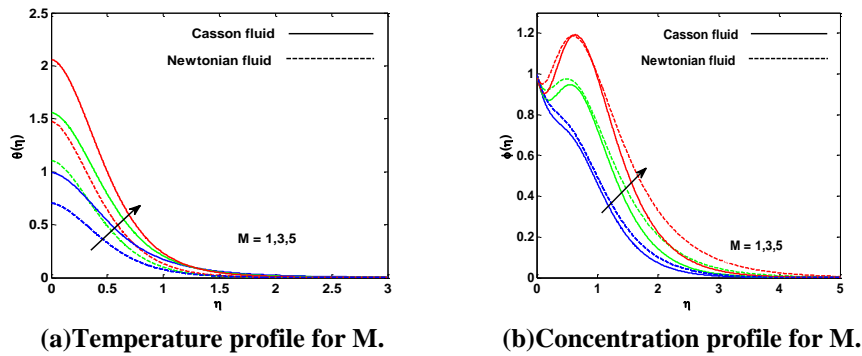 2.5
2
1.5
1
0.5
0
0
0.5
1
1.5
2
2.5
3
θ(η)
η
Casson fluid
Newtonian fluid
M = 1,3,5
(a)Temperature profile for M.
1.2
1
0.8
0.6
0.4
0.2
0
0
1
2
3
4
5
ϕ(η)
η
Casson fluid
Newtonian fluid
M = 1,3,5
(b)Concentration profile for M.